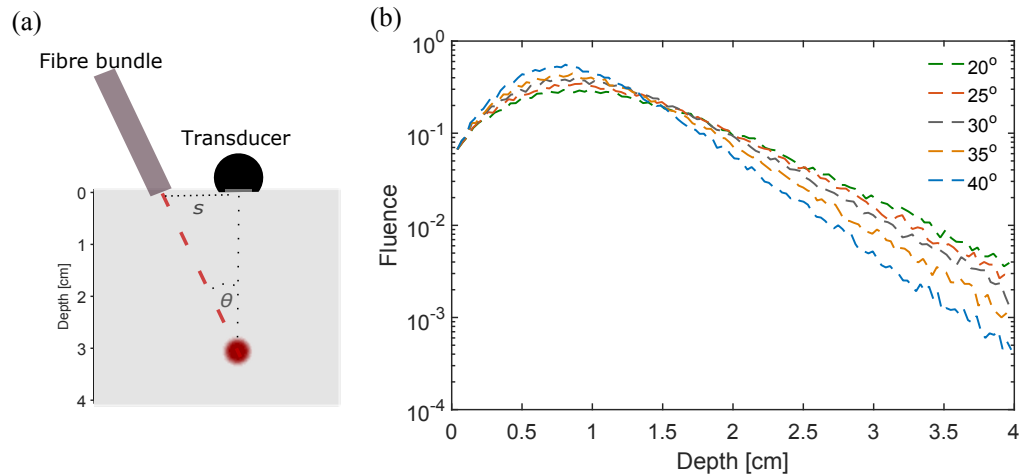 (a)
Fibre bundle
Transducer
0
s
1
Depth [cm]
2
θ
3
4
(b)
10⁰
10⁻¹
10⁻²
10⁻³
10⁻⁴
Fluence
0
0.5
1
1.5
2
2.5
3
3.5
4
Depth [cm]
20°
25°
30°
35°
40°